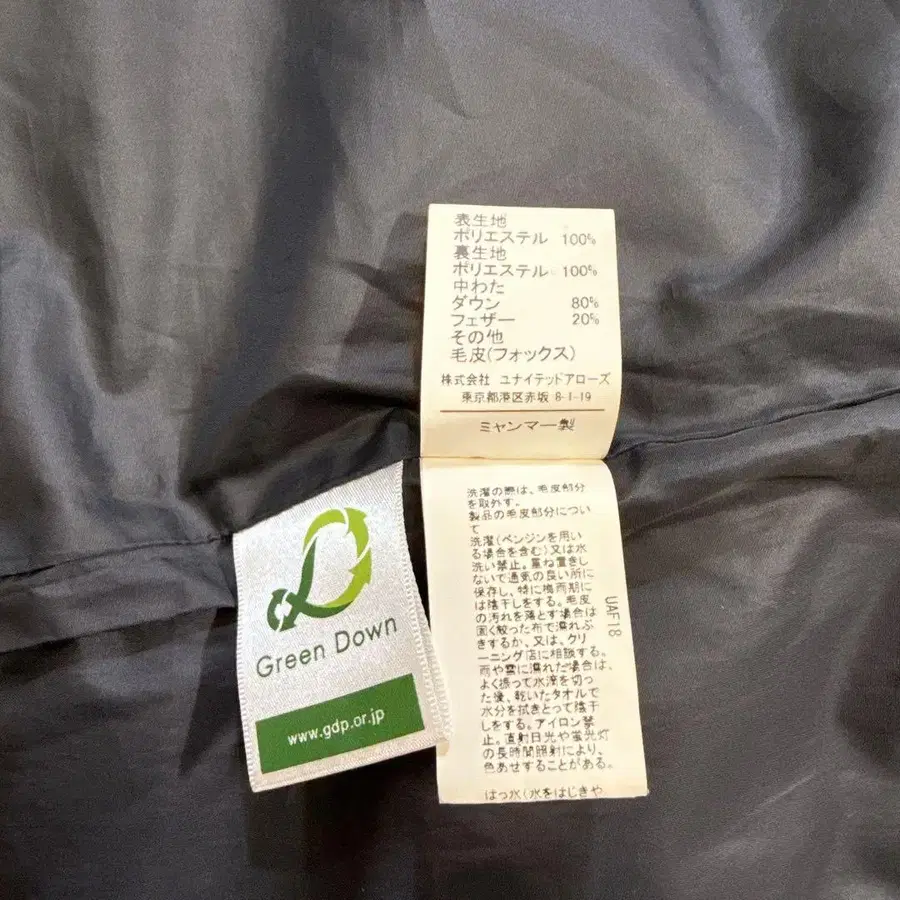 表生地
ポリエステル 100%
裏生地
ポリエステル 100%
中わた
ダウン 80%
フェザー 20%
その他
毛皮(フォックス)
株式会社 ユナイテッドアローズ
東京都港区赤坂 8-1-19
ミャンマー製
洗濯の際は、毛皮部分
を取外す。
製品の毛皮部分につい
て
洗濯(ベンジンを用い
る場合を含む)又は水
洗い禁止。重ね置きし
ないで通気の良い所に
保存し、特に梅雨期に
は陰干しをする。毛皮
の汚れを落とす場合は
固く絞った布で濡れぶ
きするか、又は、クリ
ーニング店に相談する。
雨や雪に濡れた場合は、
よく振って水滴を切っ
た後、乾いたタオルで
水分を拭きとって陰干
しをする。アイロン禁
止。直射日光や蛍光灯
の長時間照射により、
色あせすることがある。
はっ水(水をはじきや
UAF18
Green Down
www.gdp.or.jp